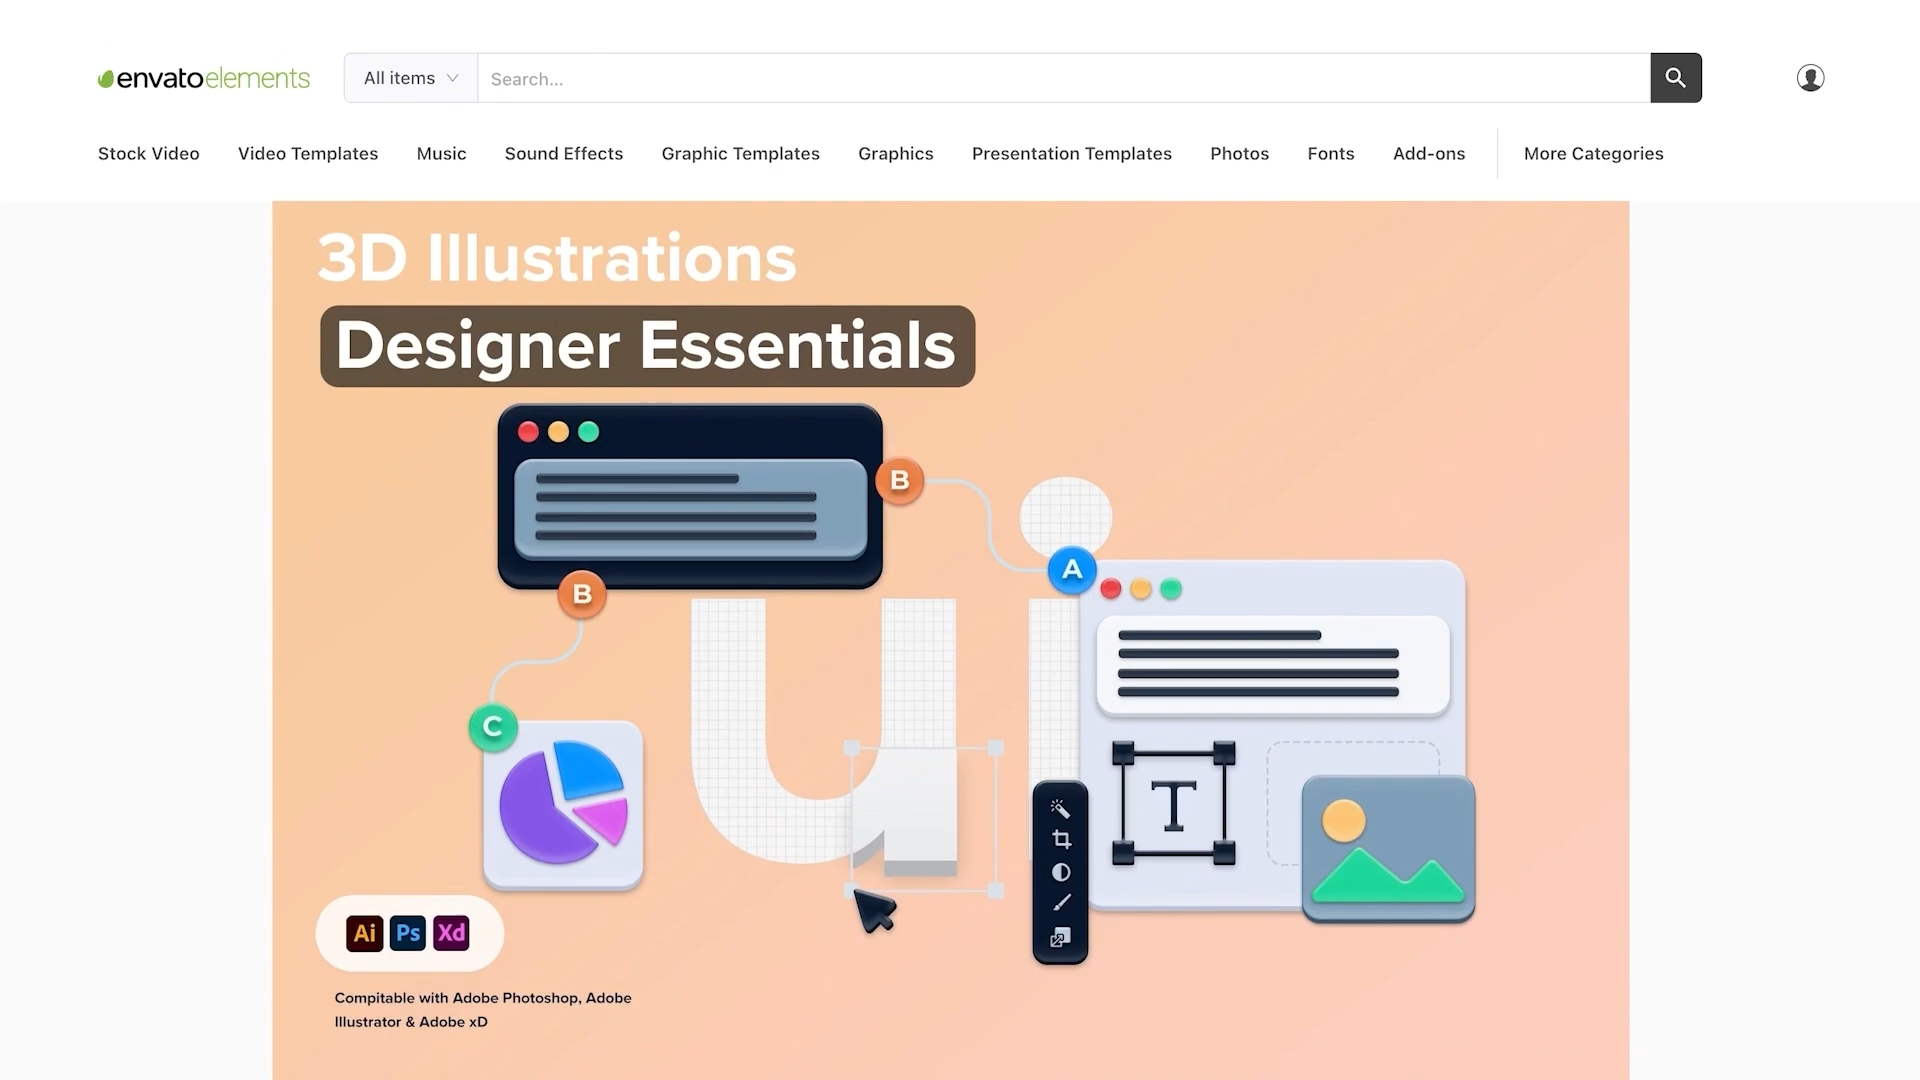 envatoelements
All items
Search...
Stock Video
Video Templates
Music
Sound Effects
Graphic Templates
Graphics
Presentation Templates
Photos
Fonts
Add-ons
More Categories
3D Illustrations
Designer Essentials
B
A
B
ui
C
T
Ai Ps Xd
Compitable with Adobe Photoshop, Adobe
Illustrator & Adobe xD